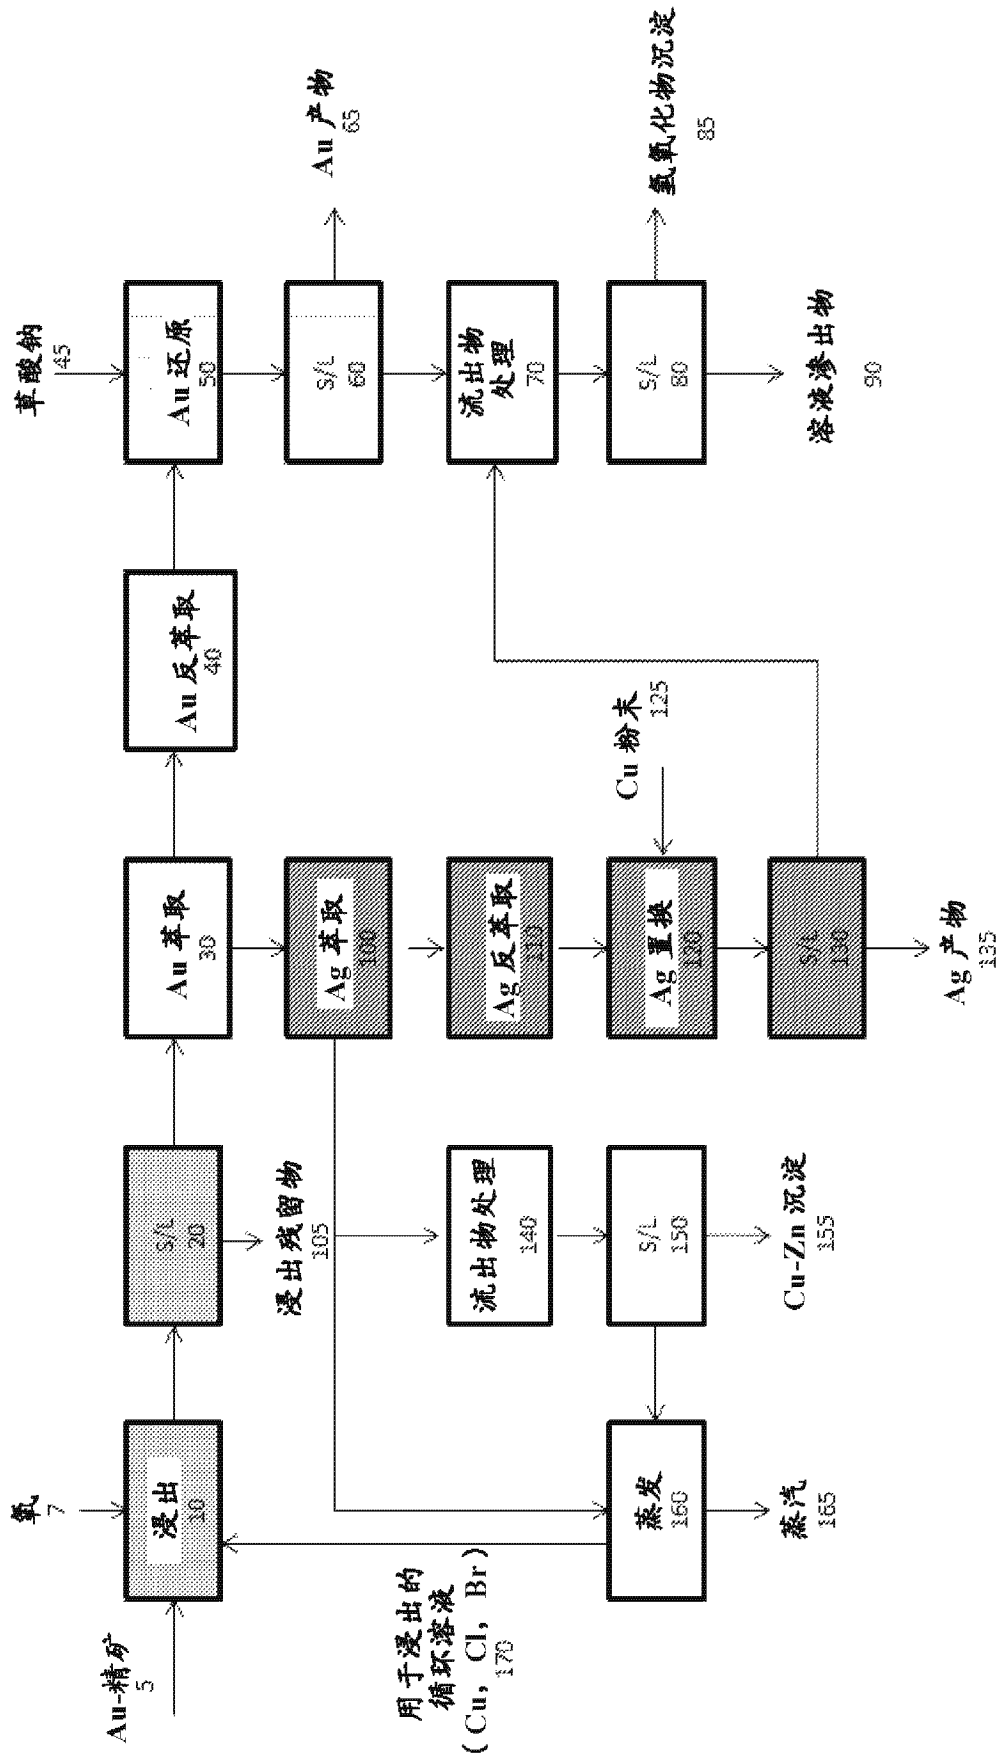 Au-精矿
5
氧
7
浸出
10
S/L
20
浸出残留物
105
Au 萃取
30
Au 反萃取
40
草酸钠
45
Au 还原
50
S/L
60
Au 产物
65
流出物
处理
70
S/L
80
氢氧化物沉淀
85
溶液渗出物
90
Ag 萃取
100
Ag 反萃取
110
Cu 粉末
125
Ag 置换
120
S/L
130
Ag 产物
135
流出物处理
140
S/L
150
Cu-Zn 沉淀
155
蒸发
160
蒸汽
165
用于浸出的
循环溶液
(Cu, Cl, Br)
170